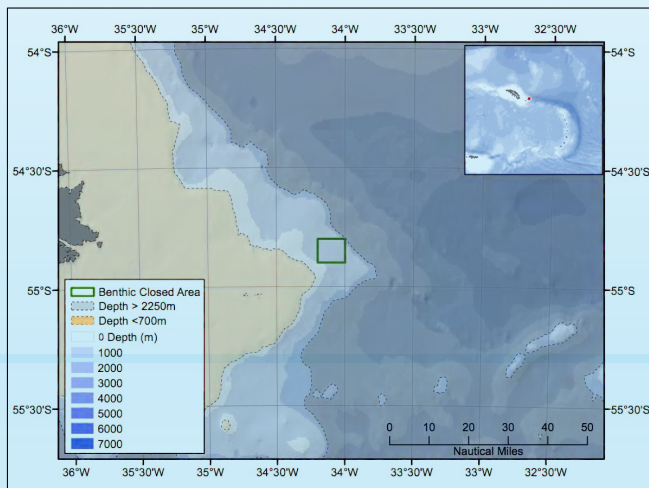 36°W 35°30'W 35°W 34°30'W 34°W 33°30'W 33°W 32°30'W
54°S 54°S
54°30'S 54°30'S
55°S 55°S
55°30'S 55°30'S
Benthic Closed Area
Depth > 2250m
Depth <700m
0 Depth (m)
1000
2000
3000
4000
5000
6000
7000
0 10 20 30 40 50
Nautical Miles
36°W 35°30'W 35°W 34°30'W 34°W 33°30'W 33°W 32°30'W